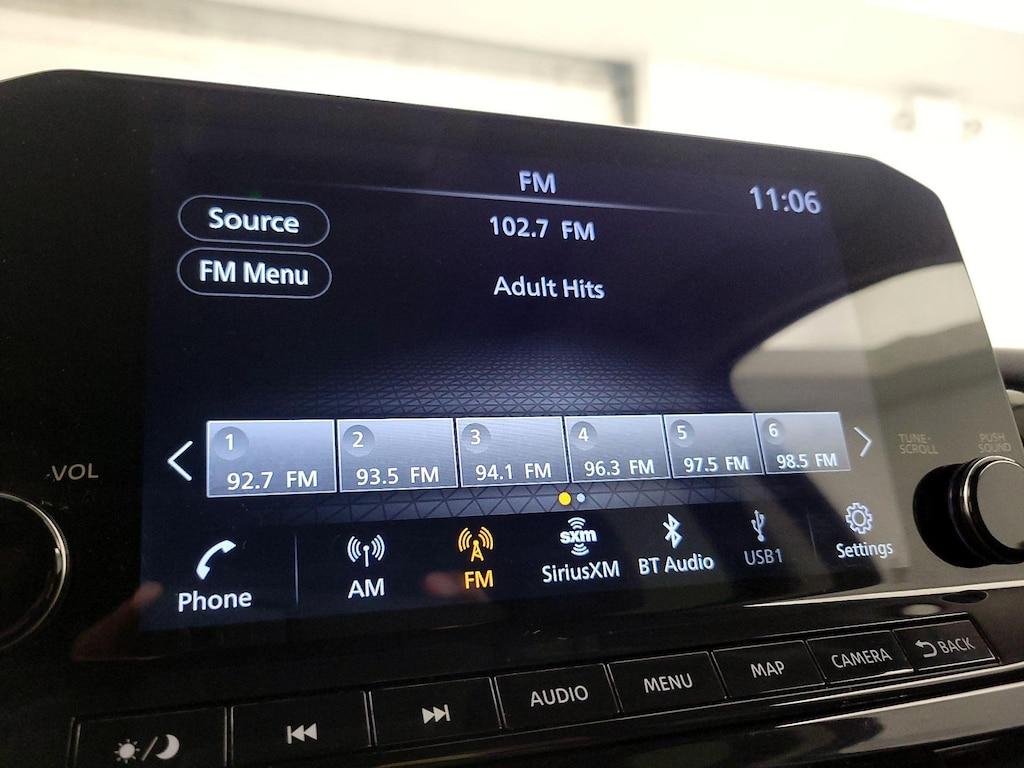 FM
11:06
Source
102.7 FM
FM Menu
Adult Hits
1 2 3 4 5 6
92.7 FM 93.5 FM 94.1 FM 96.3 FM 97.5 FM 98.5 FM
VOL
TUNE-
SCROLL
PUSH
SOUND
sxm
Phone AM FM SiriusXM BT Audio USB1 Settings
AUDIO MENU MAP CAMERA BACK